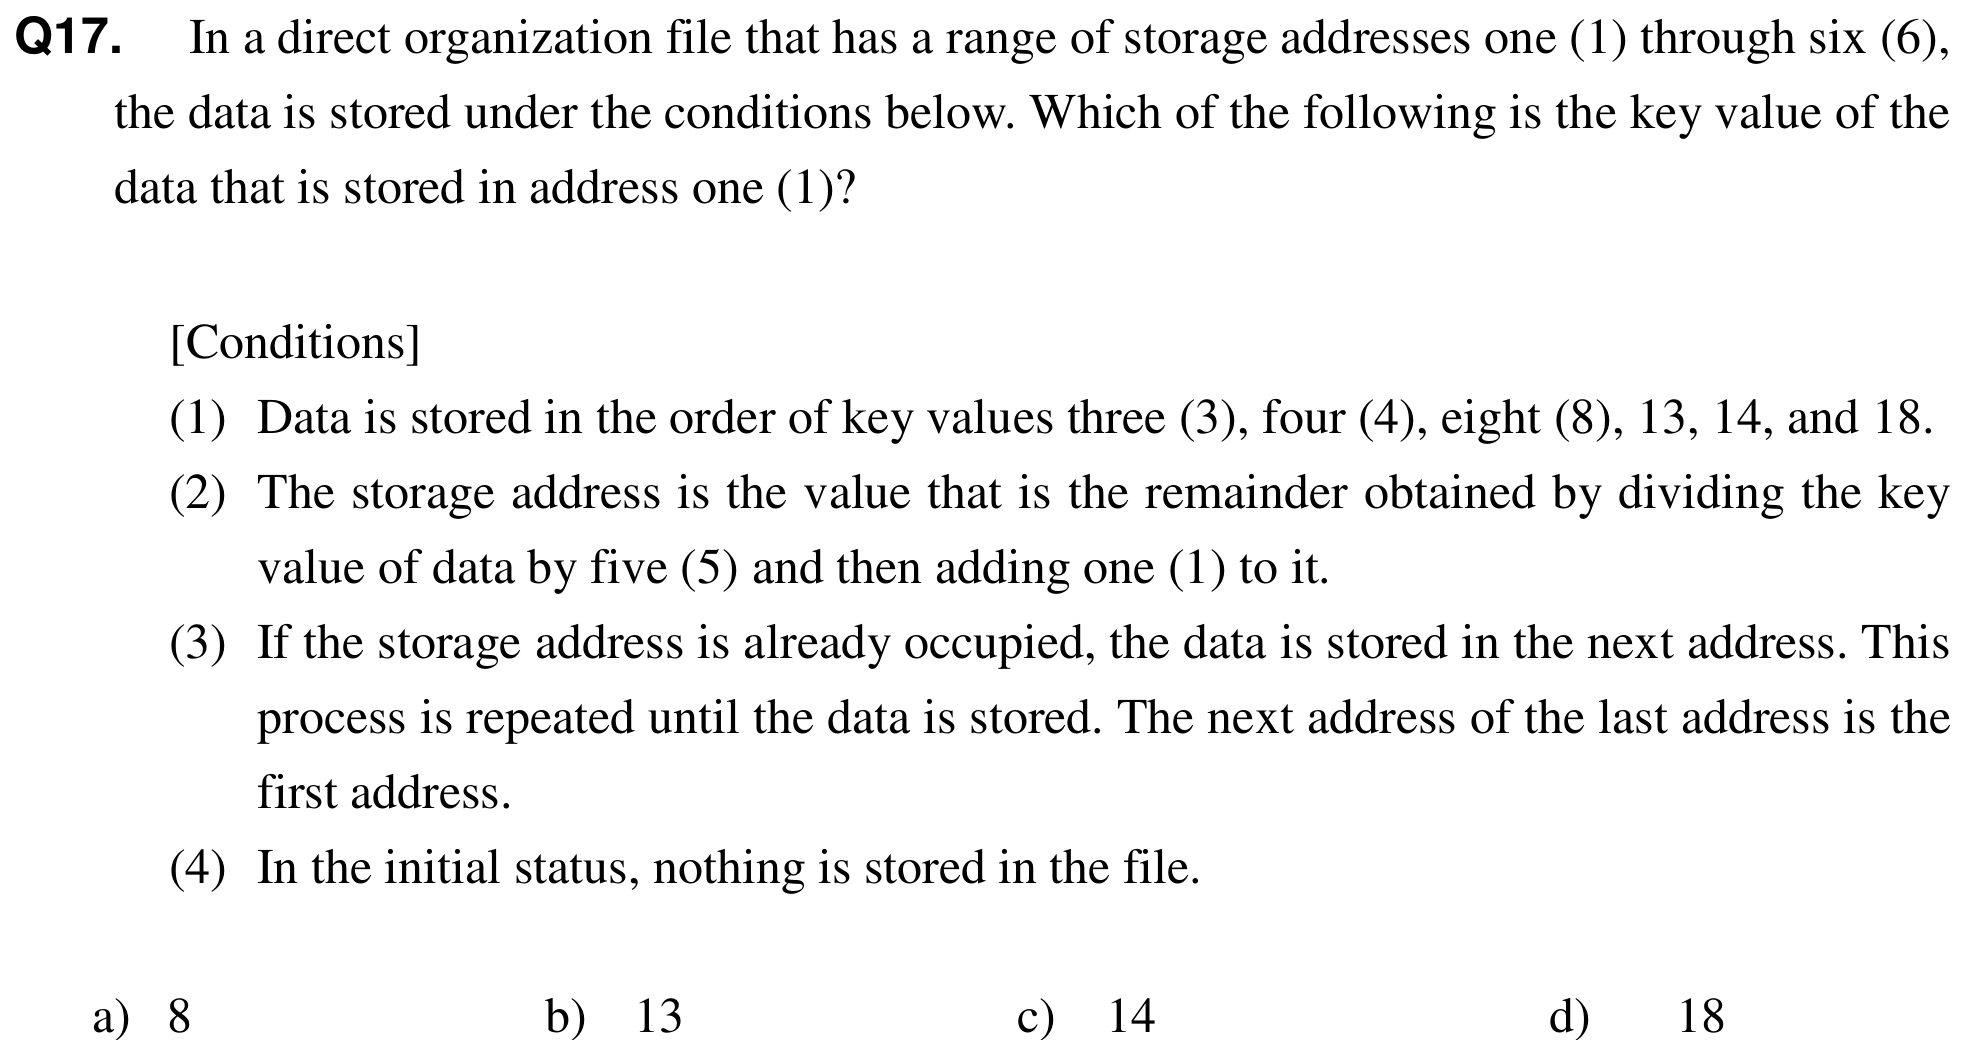 Q17. In a direct organization file that has a range of storage addresses one (1) through six (6),
the data is stored under the conditions below. Which of the following is the key value of the
data that is stored in address one (1)?
[Conditions]
(1) Data is stored in the order of key values three (3), four (4), eight (8), 13, 14, and 18.
(2) The storage address is the value that is the remainder obtained by dividing the key
value of data by five (5) and then adding one (1) to it.
(3) If the storage address is already occupied, the data is stored in the next address. This
process is repeated until the data is stored. The next address of the last address is the
first address.
(4) In the initial status, nothing is stored in the file.
a) 8 b) 13 c) 14 d) 18